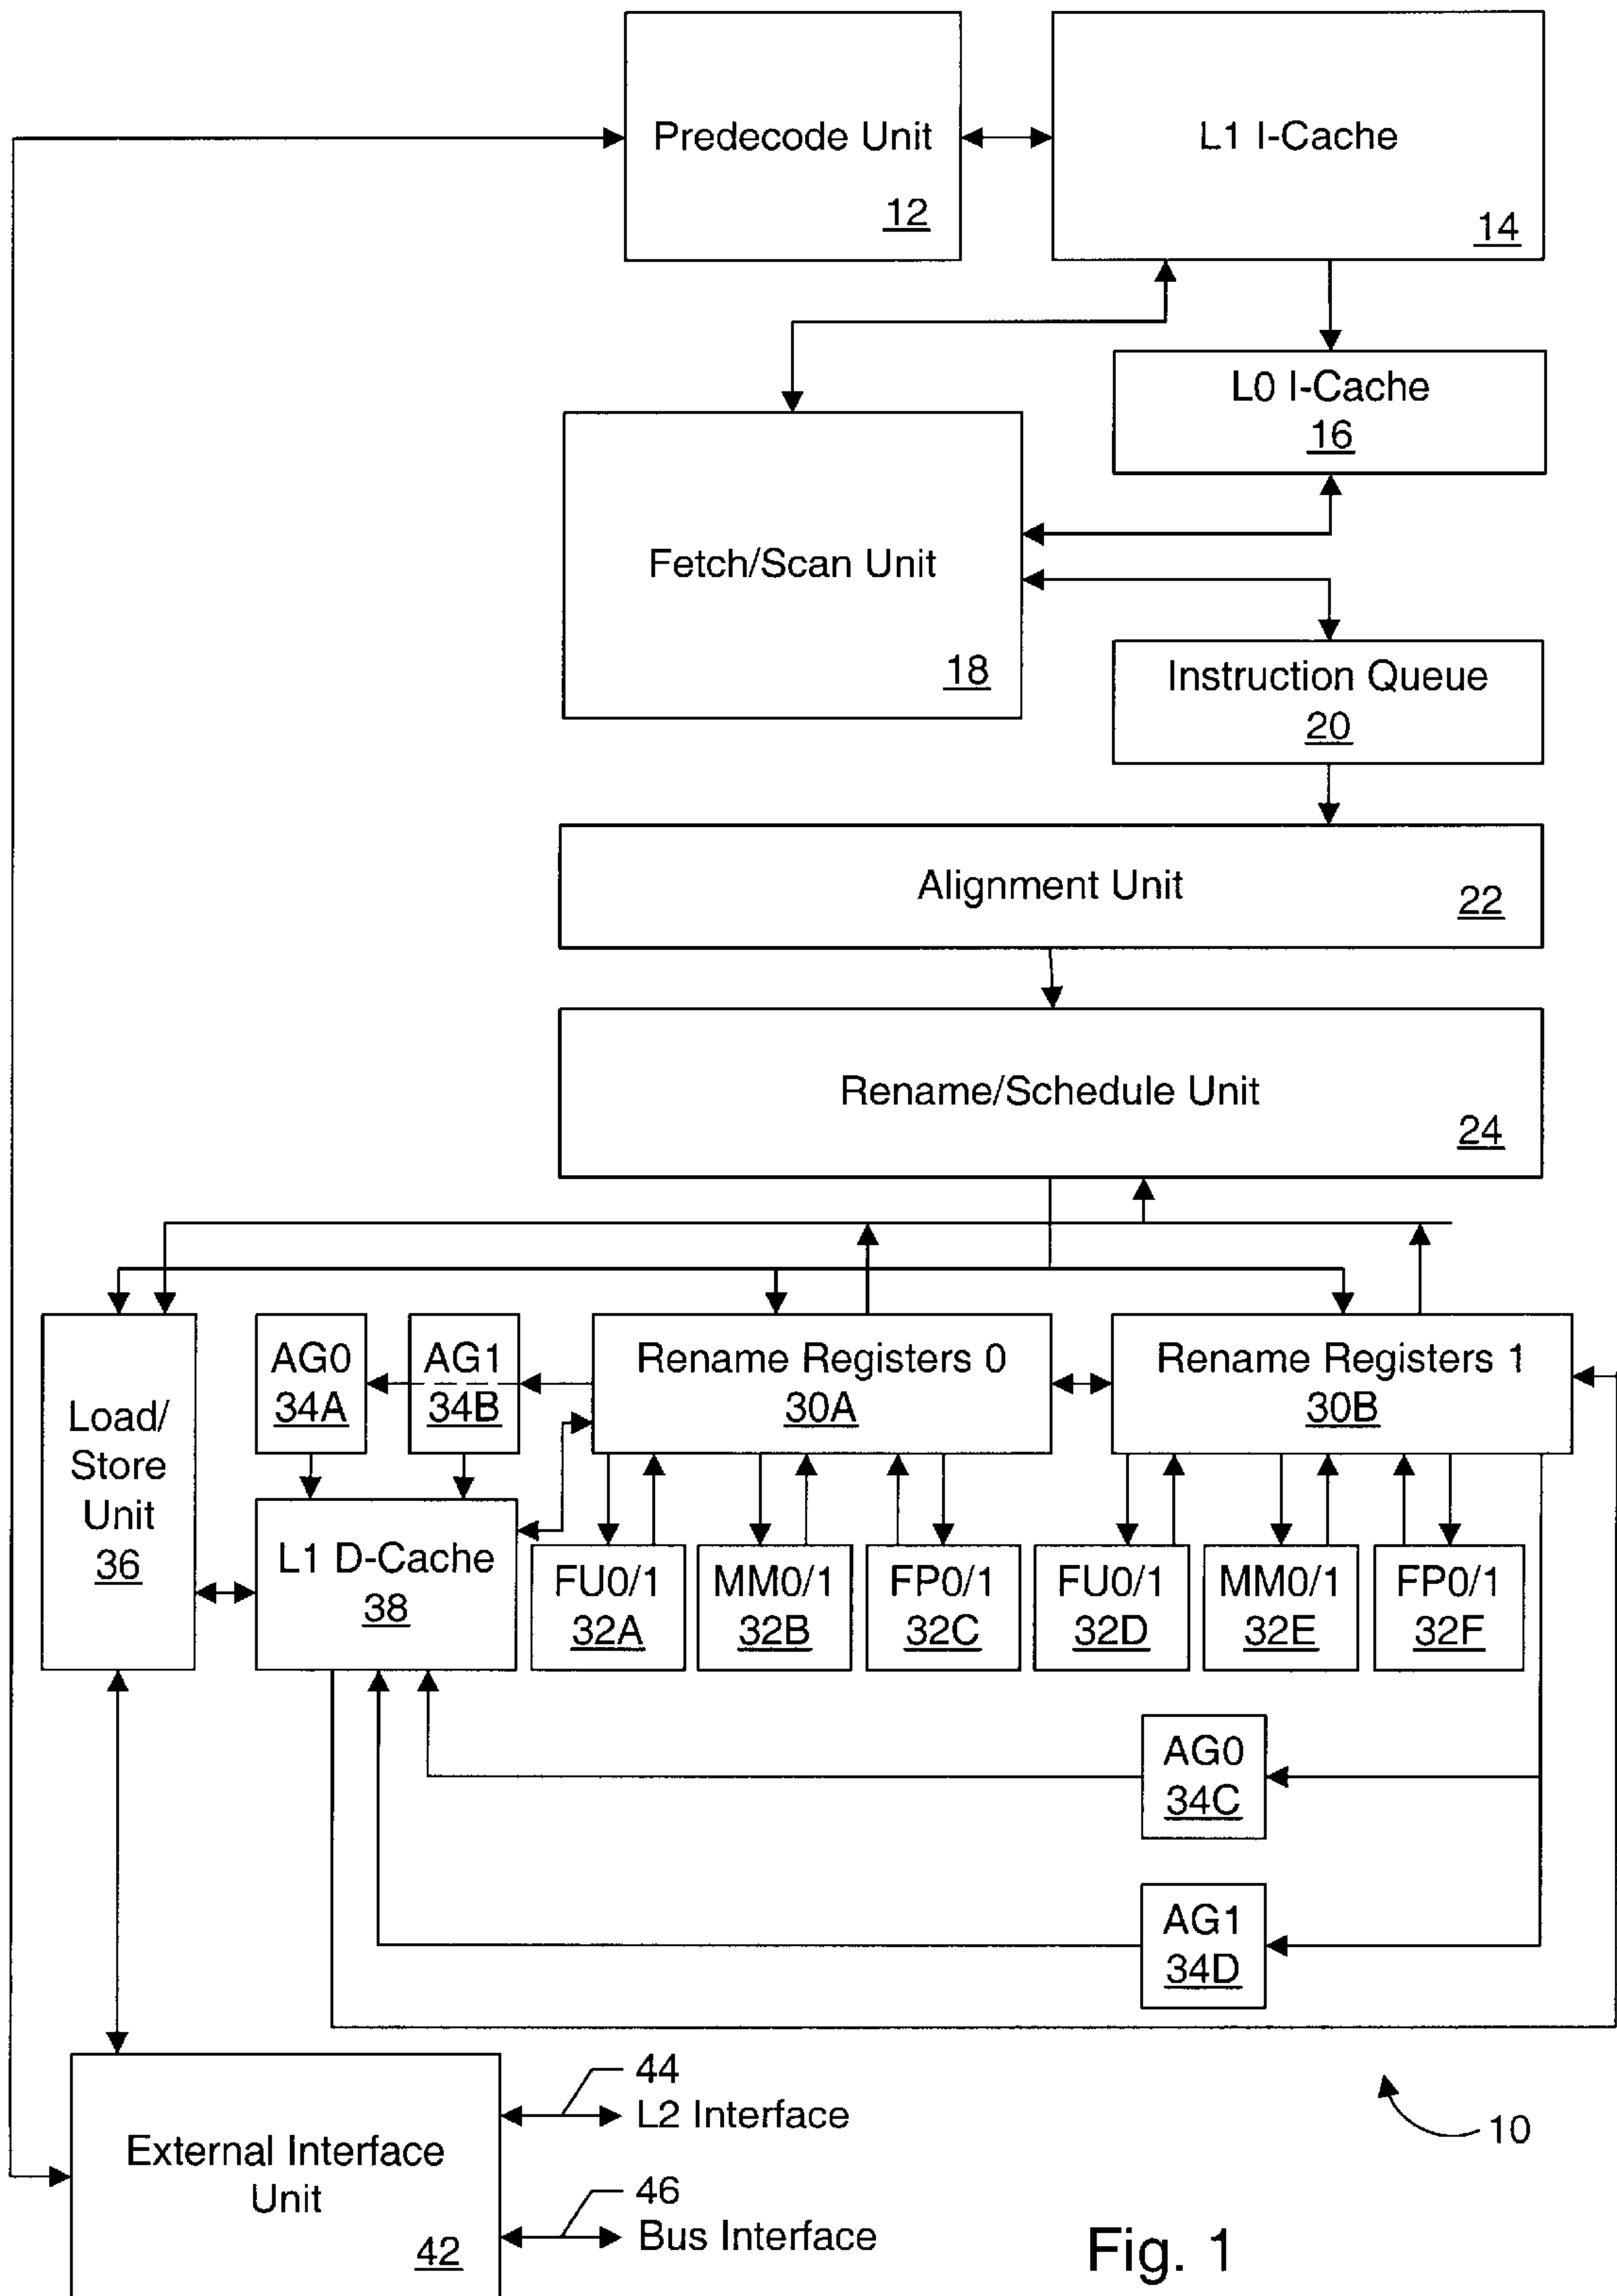 Predecode Unit
12
L1 I-Cache
14
L0 I-Cache
16
Fetch/Scan Unit
18
Instruction Queue
20
Alignment Unit
22
Rename/Schedule Unit
24
Load/
Store
Unit
36
AG0
34A
AG1
34B
Rename Registers 0
30A
Rename Registers 1
30B
L1 D-Cache
38
FU0/1
32A
MM0/1
32B
FP0/1
32C
FU0/1
32D
MM0/1
32E
FP0/1
32F
AG0
34C
AG1
34D
External Interface
Unit
42
44
L2 Interface
46
Bus Interface
10
Fig. 1